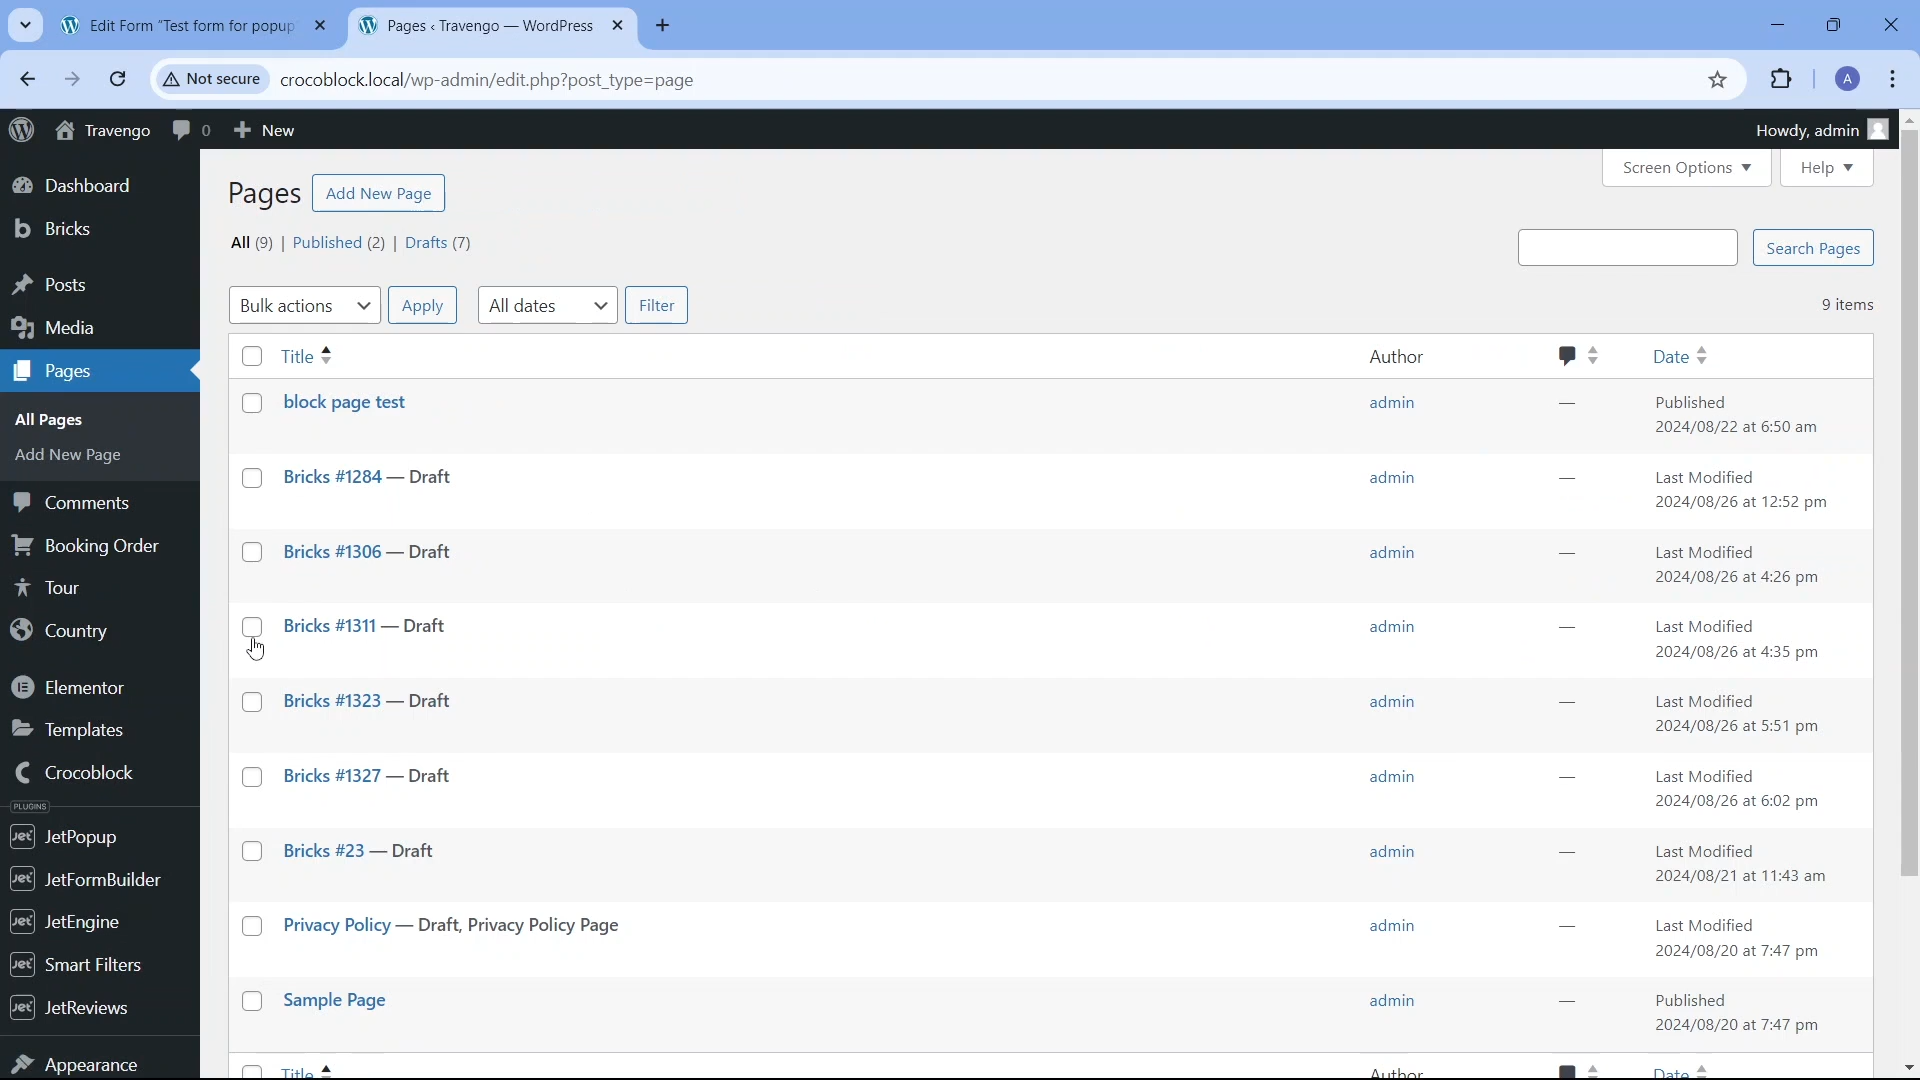 Edit Form "Test form for popup
Pages ‹ Travengo — WordPress
Not secure
crocoblock.local/wp-admin/edit.php?post_type=page
A
Travengo
0
New
Howdy, admin
Dashboard
Bricks
Posts
Media
Pages
All Pages
Add New Page
Comments
Booking Order
Tour
Country
Elementor
Templates
Crocoblock
PLUGINS
Jet JetPopup
Jet JetFormBuilder
Jet JetEngine
Jet Smart Filters
Jet JetReviews
Appearance
Screen Options
Help
Pages
Add New Page
All (9) | Published (2) | Drafts (7)
Search Pages
Bulk actions
Apply
All dates
Filter
9 items
Title
Author
Date
block page test
admin
—
Published
2024/08/22 at 6:50 am
Bricks #1284 — Draft
admin
—
Last Modified
2024/08/26 at 12:52 pm
Bricks #1306 — Draft
admin
—
Last Modified
2024/08/26 at 4:26 pm
Bricks #1311 — Draft
admin
—
Last Modified
2024/08/26 at 4:35 pm
Bricks #1323 — Draft
admin
—
Last Modified
2024/08/26 at 5:51 pm
Bricks #1327 — Draft
admin
—
Last Modified
2024/08/26 at 6:02 pm
Bricks #23 — Draft
admin
—
Last Modified
2024/08/21 at 11:43 am
Privacy Policy — Draft, Privacy Policy Page
admin
—
Last Modified
2024/08/20 at 7:47 pm
Sample Page
admin
—
Published
2024/08/20 at 7:47 pm
Title
Author
Date